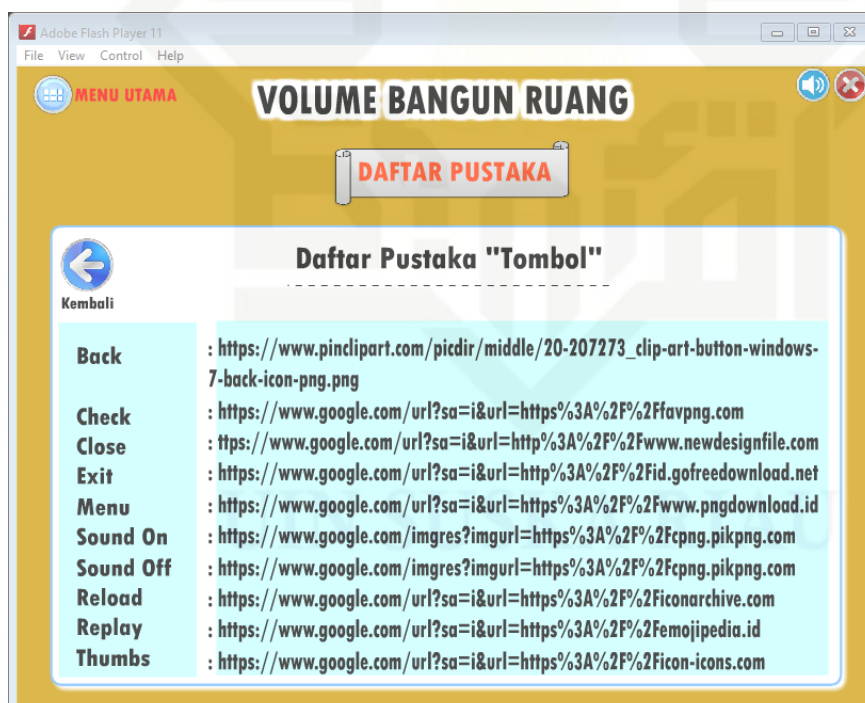 Adobe Flash Player 11
File View Control Help
MENU UTAMA
VOLUME BANGUN RUANG
DAFTAR PUSTAKA
Daftar Pustaka "Tombol"
Kembali
Back : https://www.pinclipart.com/picdir/middle/20-207273_clip-art-button-windows-
7-back-icon-png.png
Check : https://www.google.com/url?sa=i&url=https%3A%2F%2Ffavpng.com
Close : ttps://www.google.com/url?sa=i&url=http%3A%2F%2Fwww.newdesignfile.com
Exit : https://www.google.com/url?sa=i&url=http%3A%2F%2Fid.gofreedownload.net
Menu : https://www.google.com/url?sa=i&url=https%3A%2F%2Fwww.pngdownload.id
Sound On : https://www.google.com/imgres?imgurl=https%3A%2F%2Fcpng.pikpng.com
Sound Off : https://www.google.com/imgres?imgurl=https%3A%2F%2Fcpng.pikpng.com
Reload : https://www.google.com/url?sa=i&url=https%3A%2F%2Ficonarchive.com
Replay : https://www.google.com/url?sa=i&url=https%3A%2F%2Femojipedia.id
Thumbs : https://www.google.com/url?sa=i&url=https%3A%2F%2Ficon-icons.com
UIN SUSKA RIAU